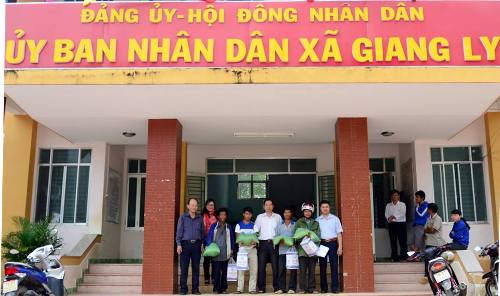 ĐẢNG ỦY-HỘI ĐỒNG NHÂN DÂN
ỦY BAN NHÂN DÂN XÃ GIANG LY